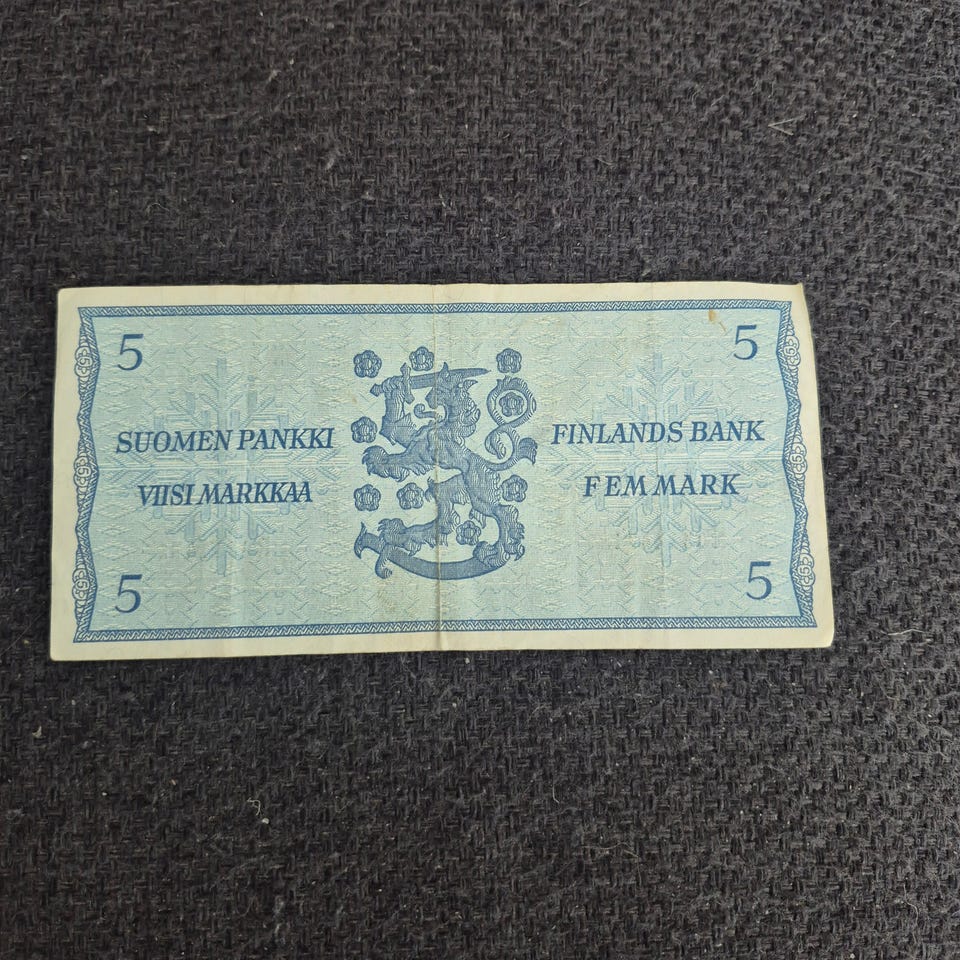 5
5
SUOMEN PANKKI
FINLANDS BANK
VIISI MARKKAA
FEM MARK
5
5